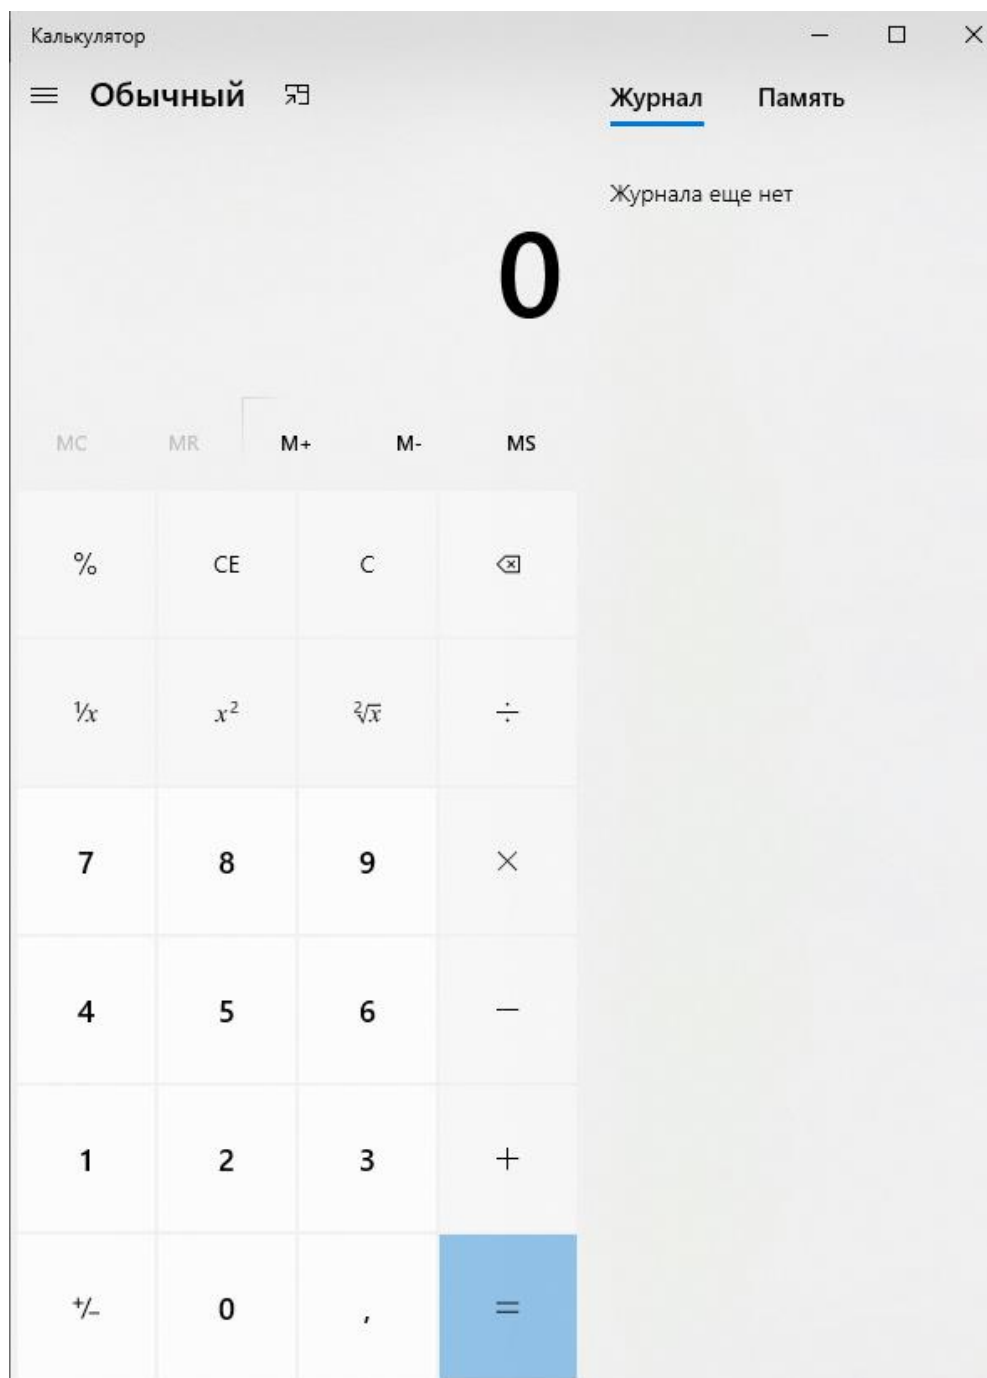 Калькулятор
Обычный
Журнал Память
Журнала еще нет
0
MC MR M+ M- MS
% CE C
¹/x x² ²√x ÷
7 8 9 ×
4 5 6 −
1 2 3 +
+/− 0 , =